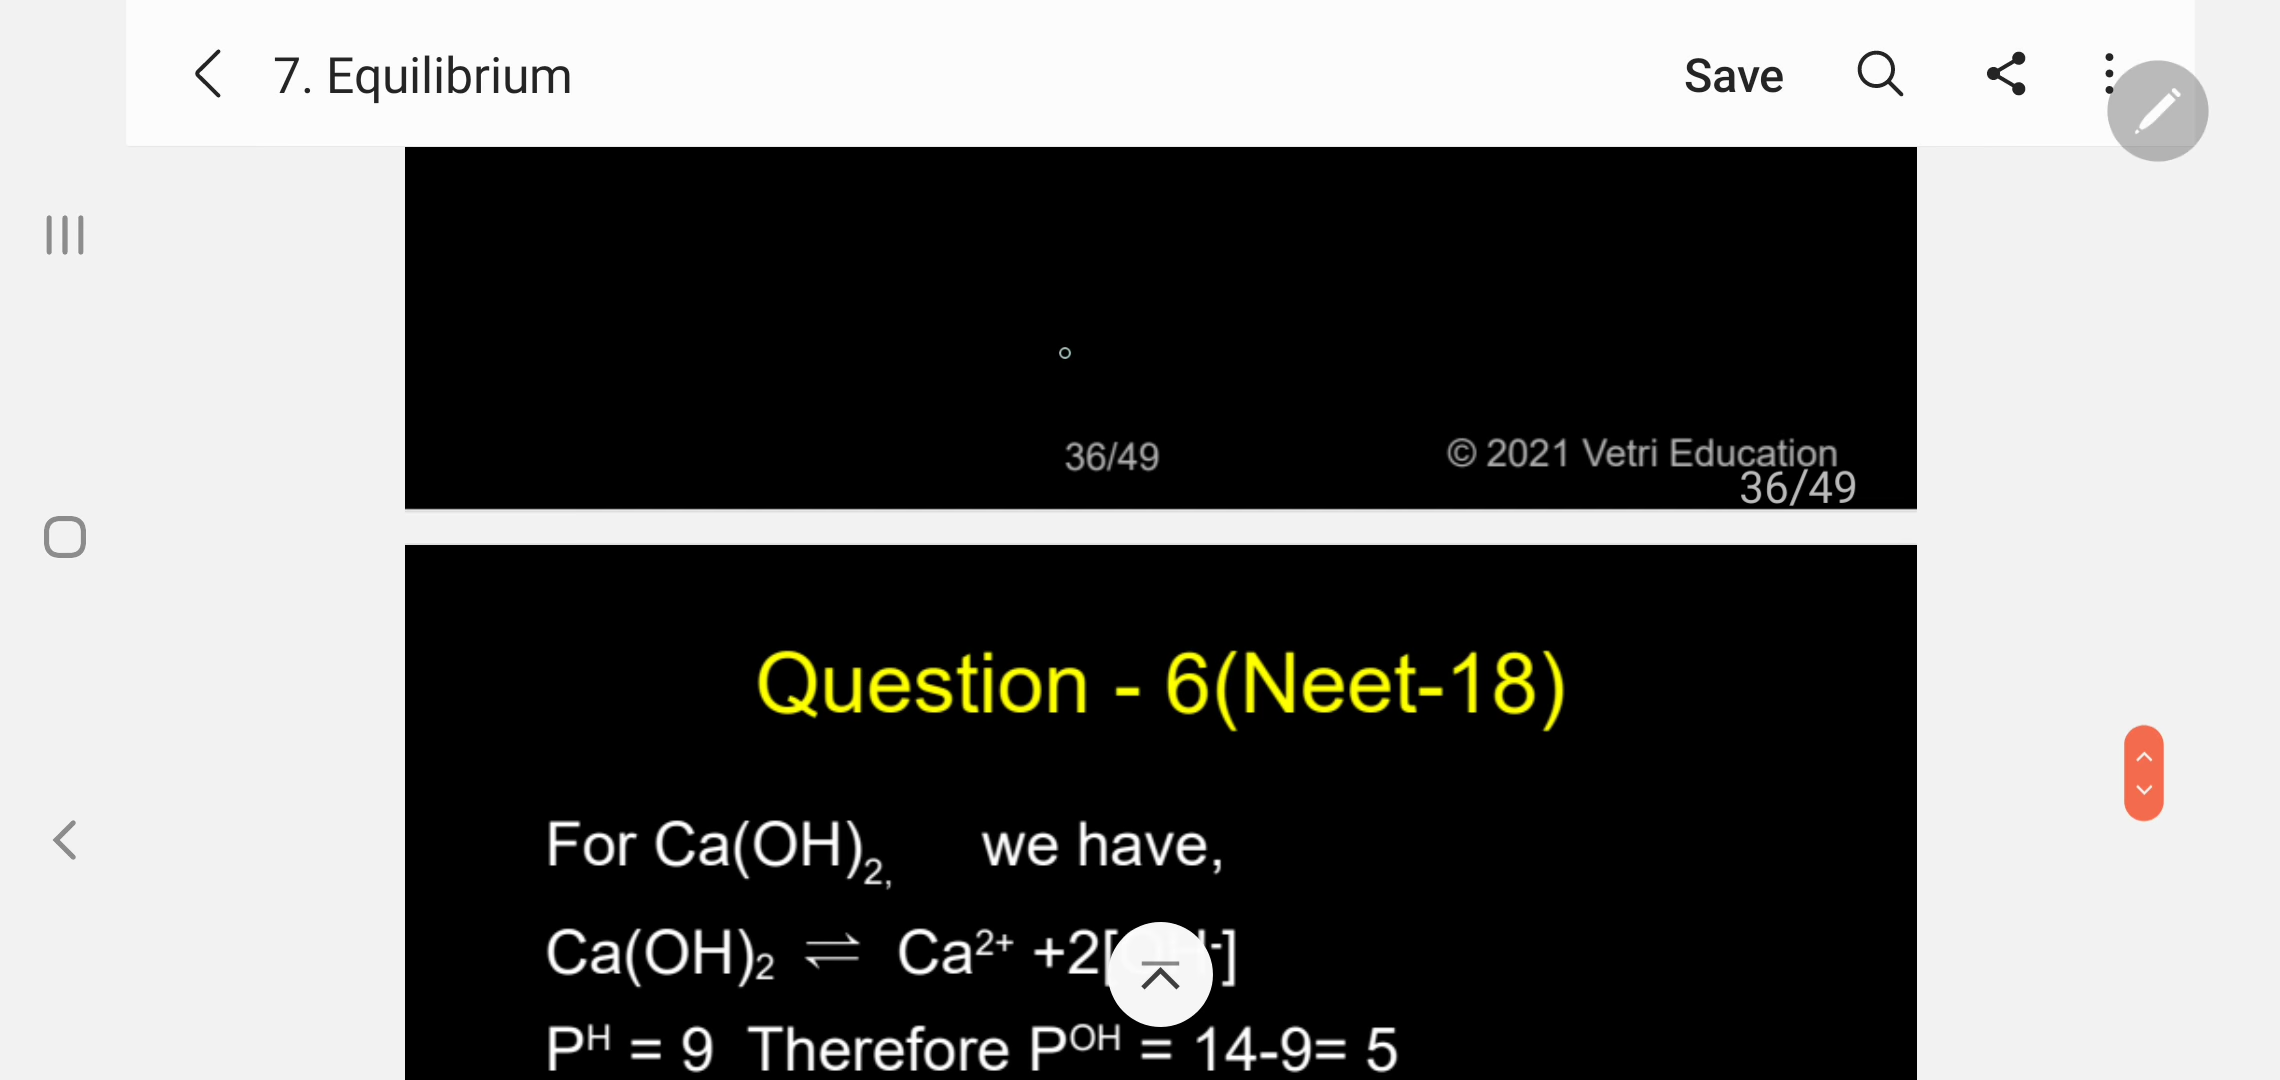 7. Equilibrium
Save
36/49
© 2021 Vetri Education
36/49
Question - 6(Neet-18)
For Ca(OH)₂, we have,
Ca(OH)₂ ⇌ Ca²⁺ +2[OH⁻]
Pᴴ = 9 Therefore Pᴼᴴ = 14-9= 5